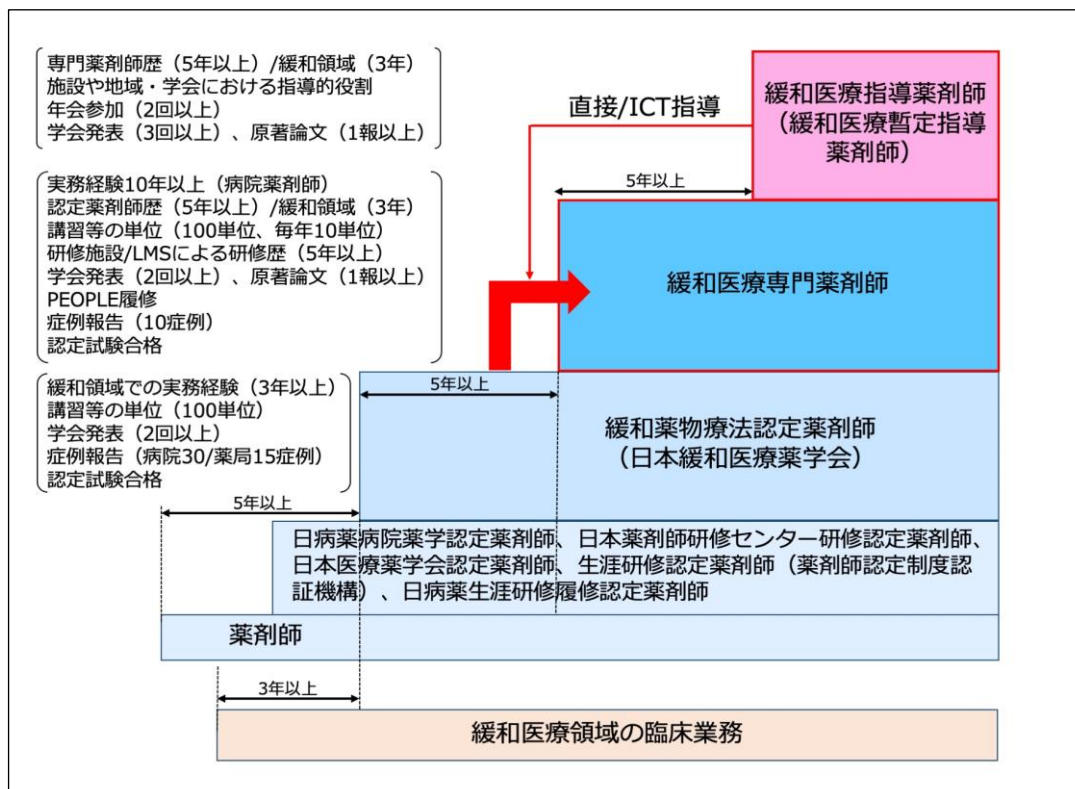 専門薬剤師歴（5年以上）/緩和領域（3年）
施設や地域・学会における指導的役割
年会参加（2回以上）
学会発表（3回以上）、原著論文（1報以上）
直接/ICT指導
緩和医療指導薬剤師
（緩和医療暫定指導
薬剤師）
実務経験10年以上（病院薬剤師）
認定薬剤師歴（5年以上）/緩和領域（3年）
講習等の単位（100単位、毎年10単位）
研修施設/LMSによる研修歴（5年以上）
学会発表（2回以上）、原著論文（1報以上）
PEOPLE履修
症例報告（10症例）
認定試験合格
5年以上
緩和医療専門薬剤師
緩和領域での実務経験（3年以上）
講習等の単位（100単位）
学会発表（2回以上）
症例報告（病院30/薬局15症例）
認定試験合格
5年以上
緩和薬物療法認定薬剤師
（日本緩和医療薬学会）
5年以上
日病薬病院薬学認定薬剤師、日本薬剤師研修センター研修認定薬剤師、
日本医療薬学会認定薬剤師、生涯研修認定薬剤師（薬剤師認定制度認
証機構）、日病薬生涯研修履修認定薬剤師
薬剤師
3年以上
緩和医療領域の臨床業務